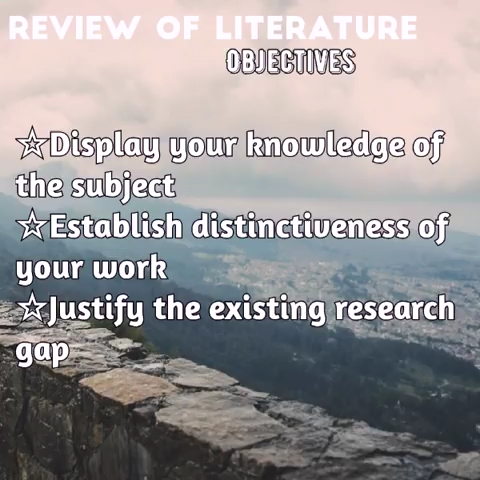 REVIEW OF LITERATURE
OBJECTIVES
☆Display your knowledge of
the subject
☆Establish distinctiveness of
your work
☆Justify the existing research
gap